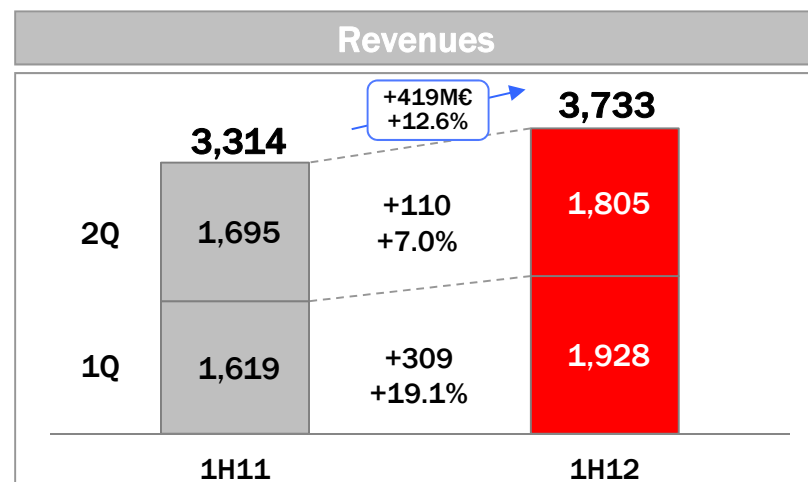 Revenues
+419M€
+12.6%
3,314
3,733
2Q
1,695
+110
+7.0%
1,805
1Q
1,619
+309
+19.1%
1,928
1H11
1H12